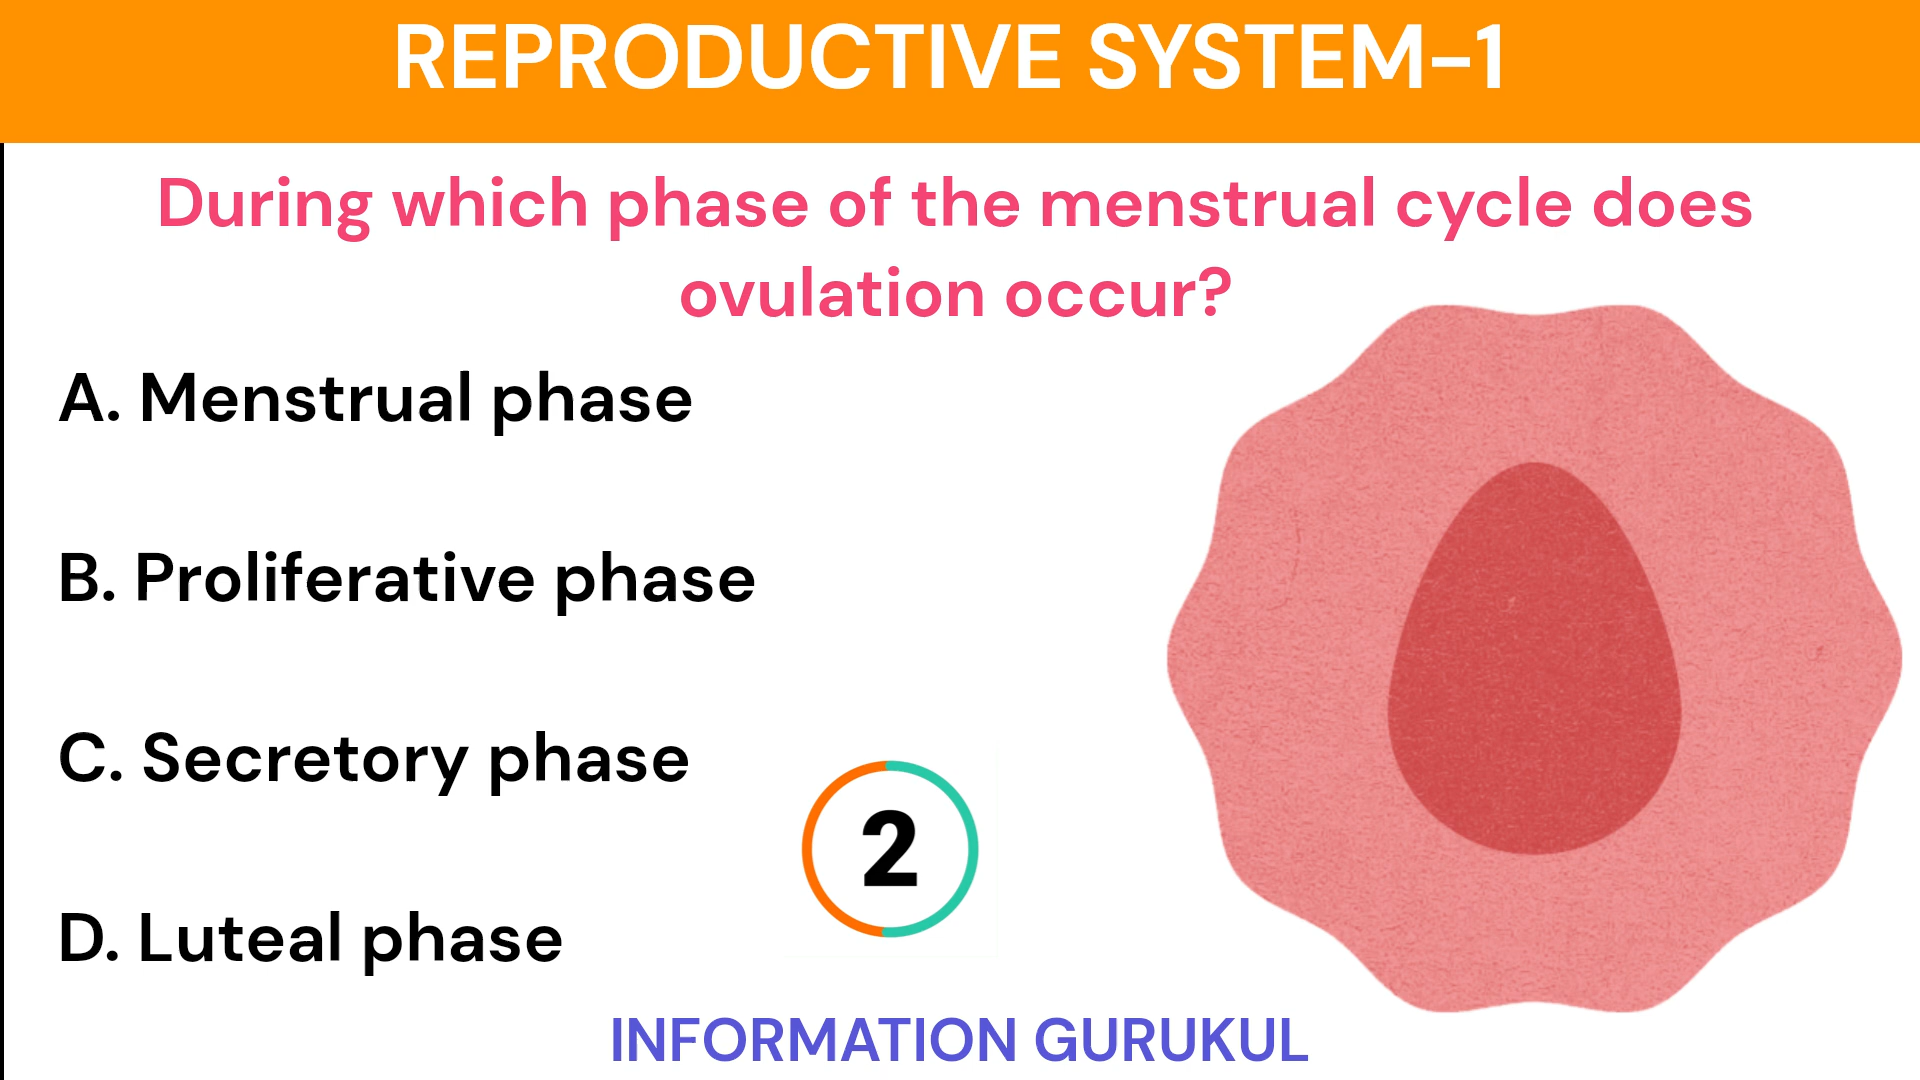 REPRODUCTIVE SYSTEM-1
During which phase of the menstrual cycle does
ovulation occur?
A. Menstrual phase
B. Proliferative phase
C. Secretory phase
2
D. Luteal phase
INFORMATION GURUKUL